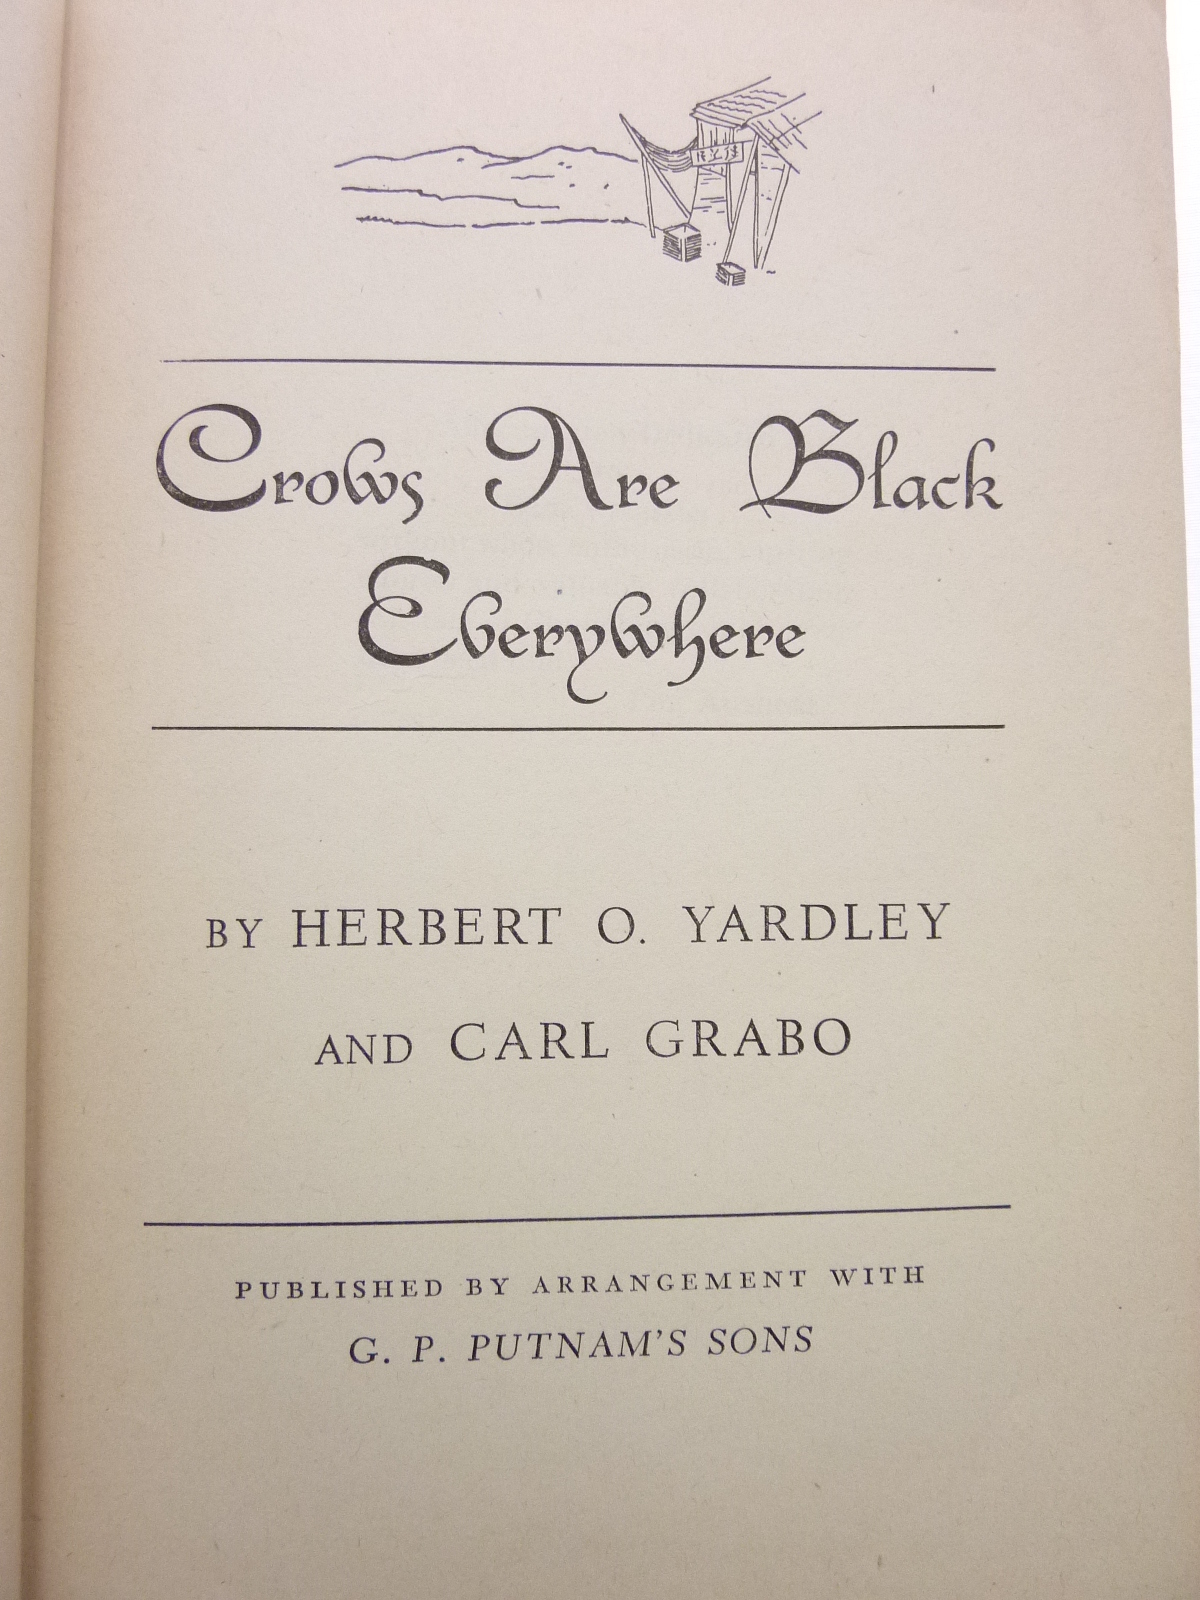 Crows Are Black
Everywhere
BY HERBERT O. YARDLEY
AND CARL GRABO
PUBLISHED BY ARRANGEMENT WITH
G. P. PUTNAM'S SONS